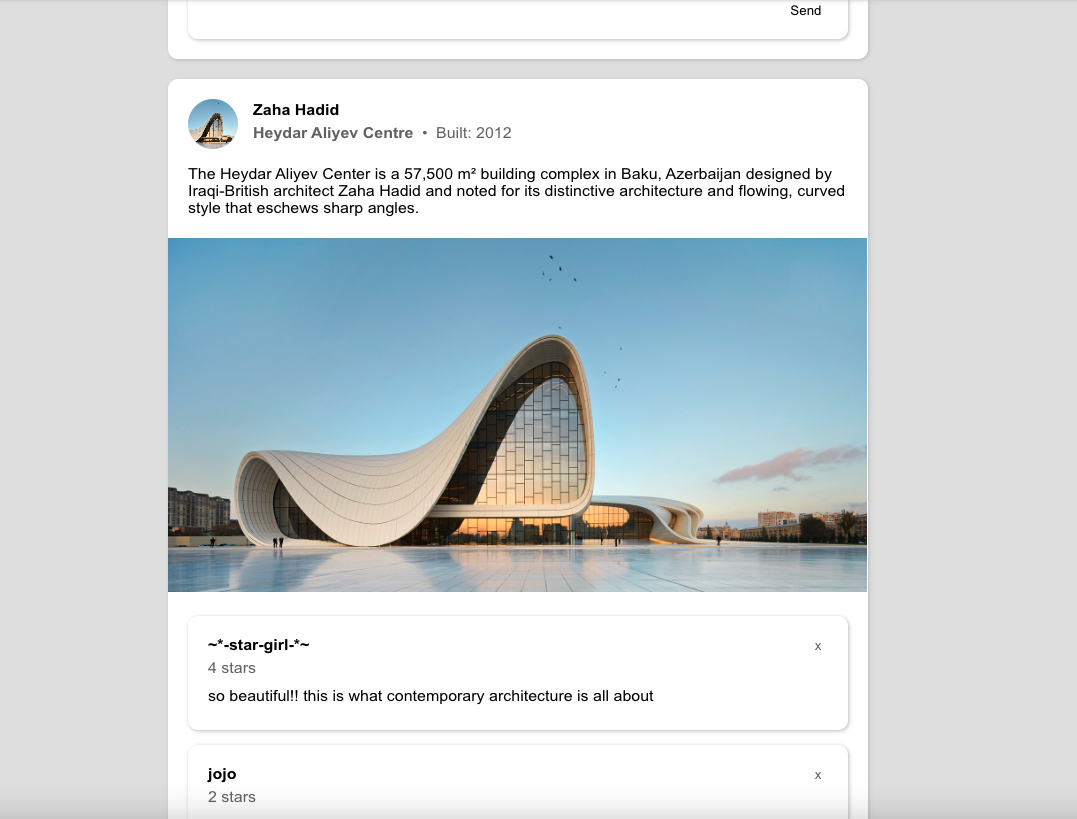 Send
Zaha Hadid
Heydar Aliyev Centre • Built: 2012
The Heydar Aliyev Center is a 57,500 m² building complex in Baku, Azerbaijan designed by
Iraqi-British architect Zaha Hadid and noted for its distinctive architecture and flowing, curved
style that eschews sharp angles.
~*-star-girl-*~ x
4 stars
so beautiful!! this is what contemporary architecture is all about
jojo x
2 stars